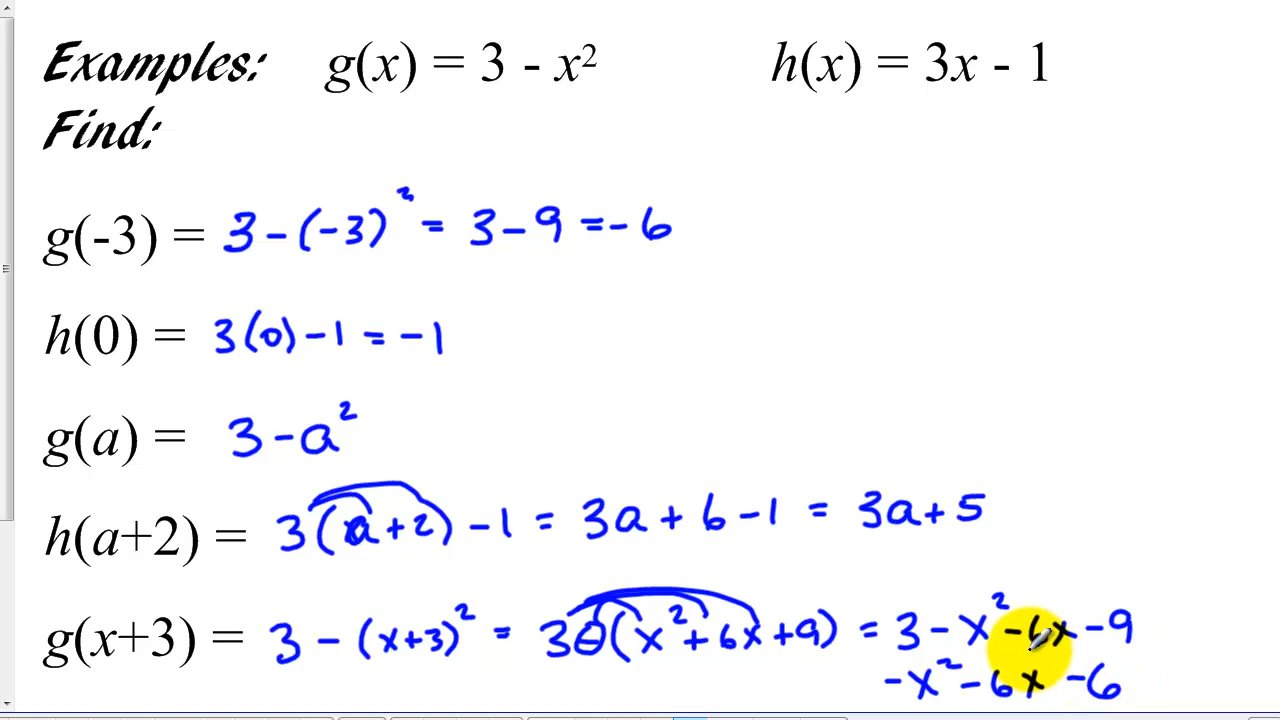 Examples: g(x) = 3 - x² h(x) = 3x - 1
Find:
g(-3) = 3 - (-3)² = 3 - 9 = - 6
h(0) = 3(0) - 1 = - 1
g(a) = 3 - a²
h(a+2) = 3(a+2) - 1 = 3a + 6 - 1 = 3a + 5
g(x+3) = 3 - (x+3)² = 3 - (x² + 6x + 9) = 3 - x² - 6x - 9
- x² - 6x - 6